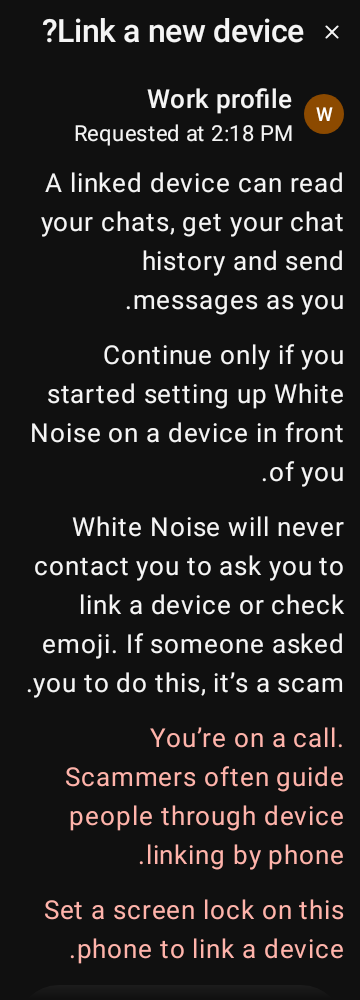 Link a new device?
W
Work profile
Requested at 2:18 PM
A linked device can read
your chats, get your chat
history and send
messages as you.
Continue only if you
started setting up White
Noise on a device in front
of you.
White Noise will never
contact you to ask you to
link a device or check
emoji. If someone asked
you to do this, it’s a scam.
You’re on a call.
Scammers often guide
people through device
linking by phone.
Set a screen lock on this
phone to link a device.